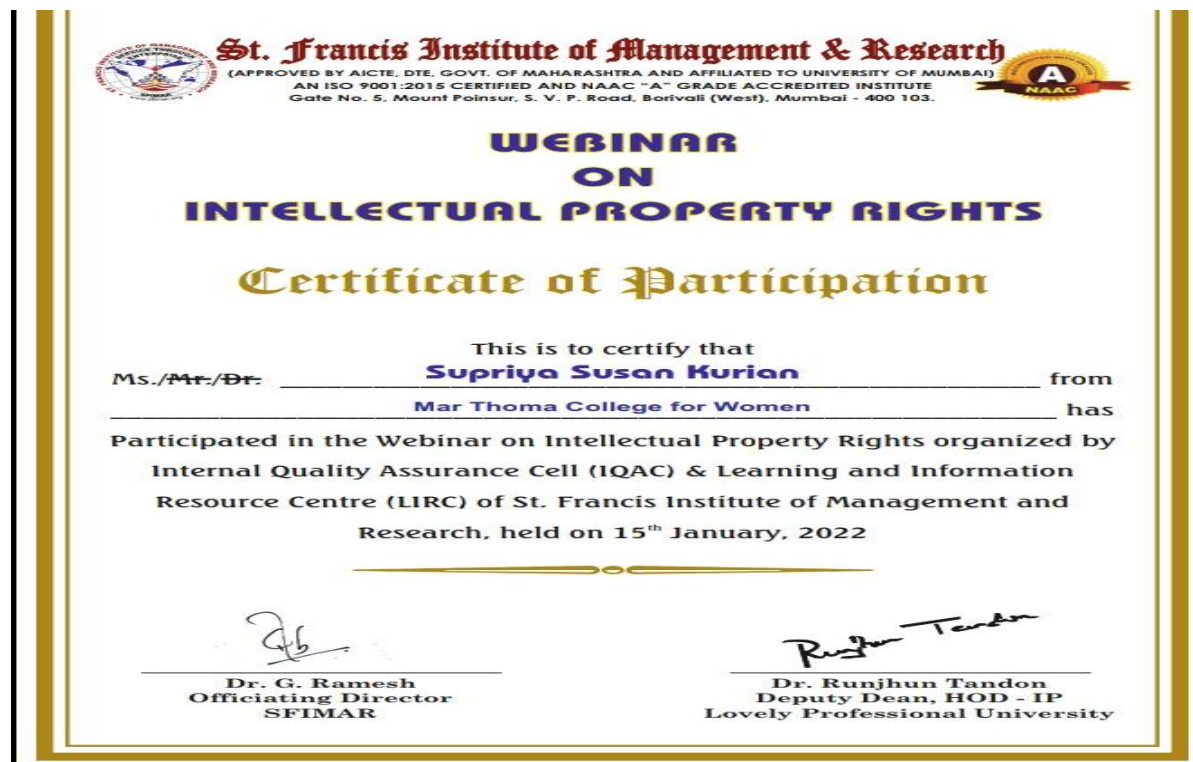 St. Francis Institute of Management & Research
(APPROVED BY AICTE, DTE, GOVT. OF MAHARASHTRA AND AFFILIATED TO UNIVERSITY OF MUMBAI)
AN ISO 9001:2015 CERTIFIED AND NAAC "A" GRADE ACCREDITED INSTITUTE
Gate No. 5, Mount Poinsur, S. V. P. Road, Borivali (West), Mumbai - 400 103.
SFIMAR
A
NAAC
WEBINAR
ON
INTELLECTUAL PROPERTY RIGHTS
Certificate of Participation
This is to certify that
Ms./Mr./Dr. Supriya Susan Kurian from
Mar Thoma College for Women has
Participated in the Webinar on Intellectual Property Rights organized by
Internal Quality Assurance Cell (IQAC) & Learning and Information
Resource Centre (LIRC) of St. Francis Institute of Management and
Research, held on 15th January, 2022
Runjhun Tandon
Dr. G. Ramesh
Officiating Director
SFIMAR
Dr. Runjhun Tandon
Deputy Dean, HOD - IP
Lovely Professional University